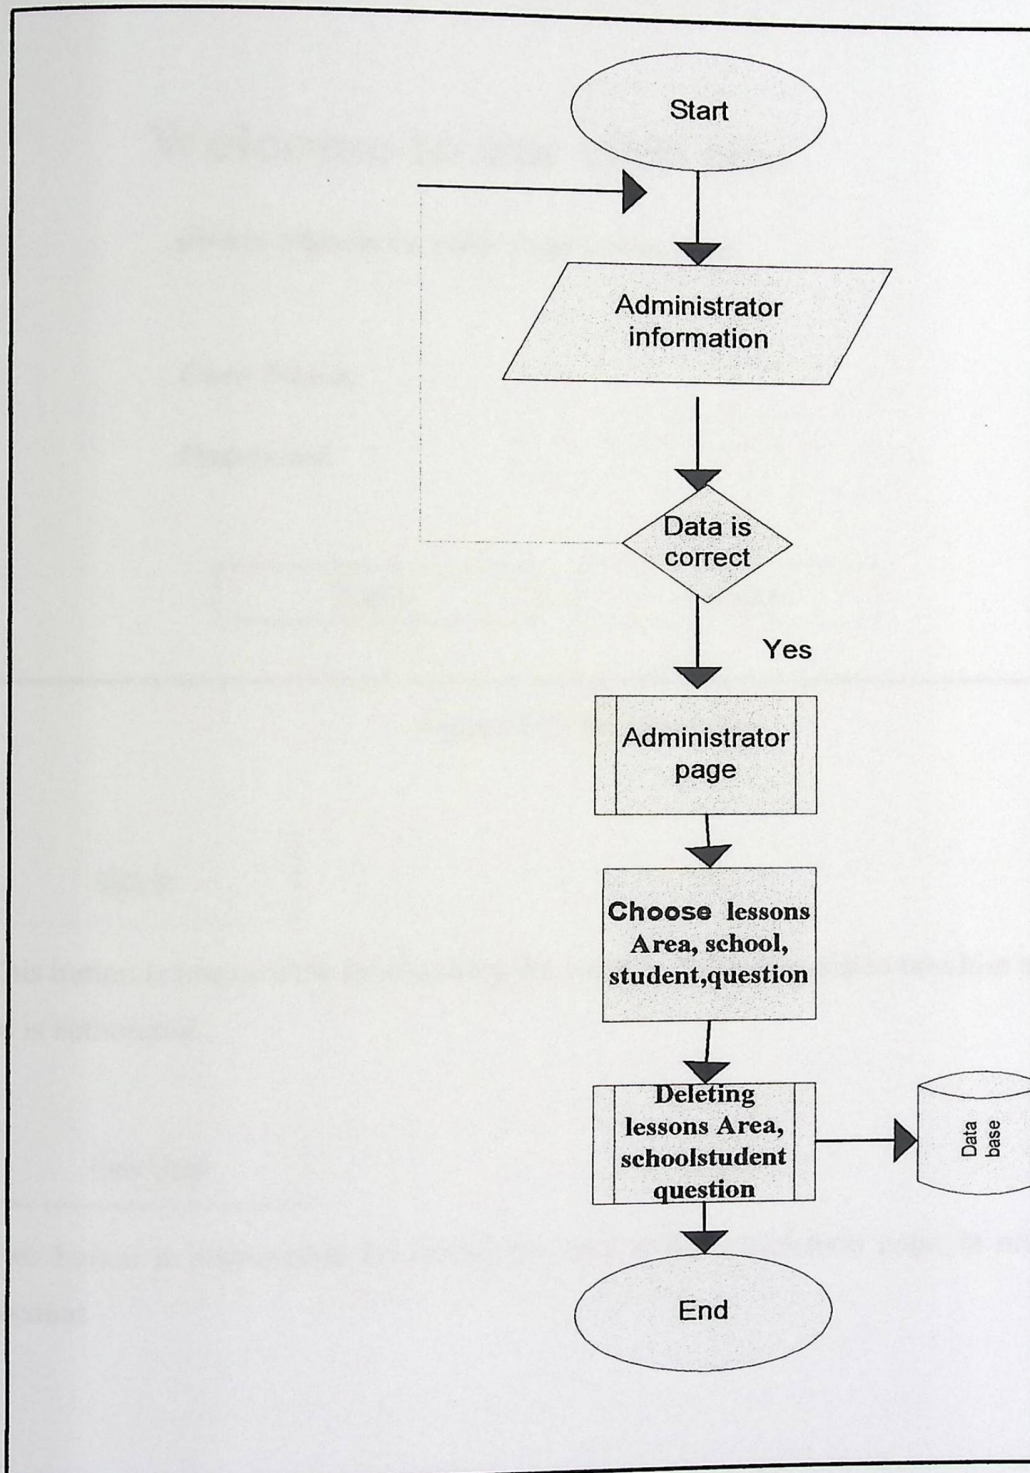 Start
Administrator
information
Data is
correct
Yes
Administrator
page
Choose lessons
Area, school,
student,question
Deleting
lessons Area,
schoolstudent
question
Data
base
End